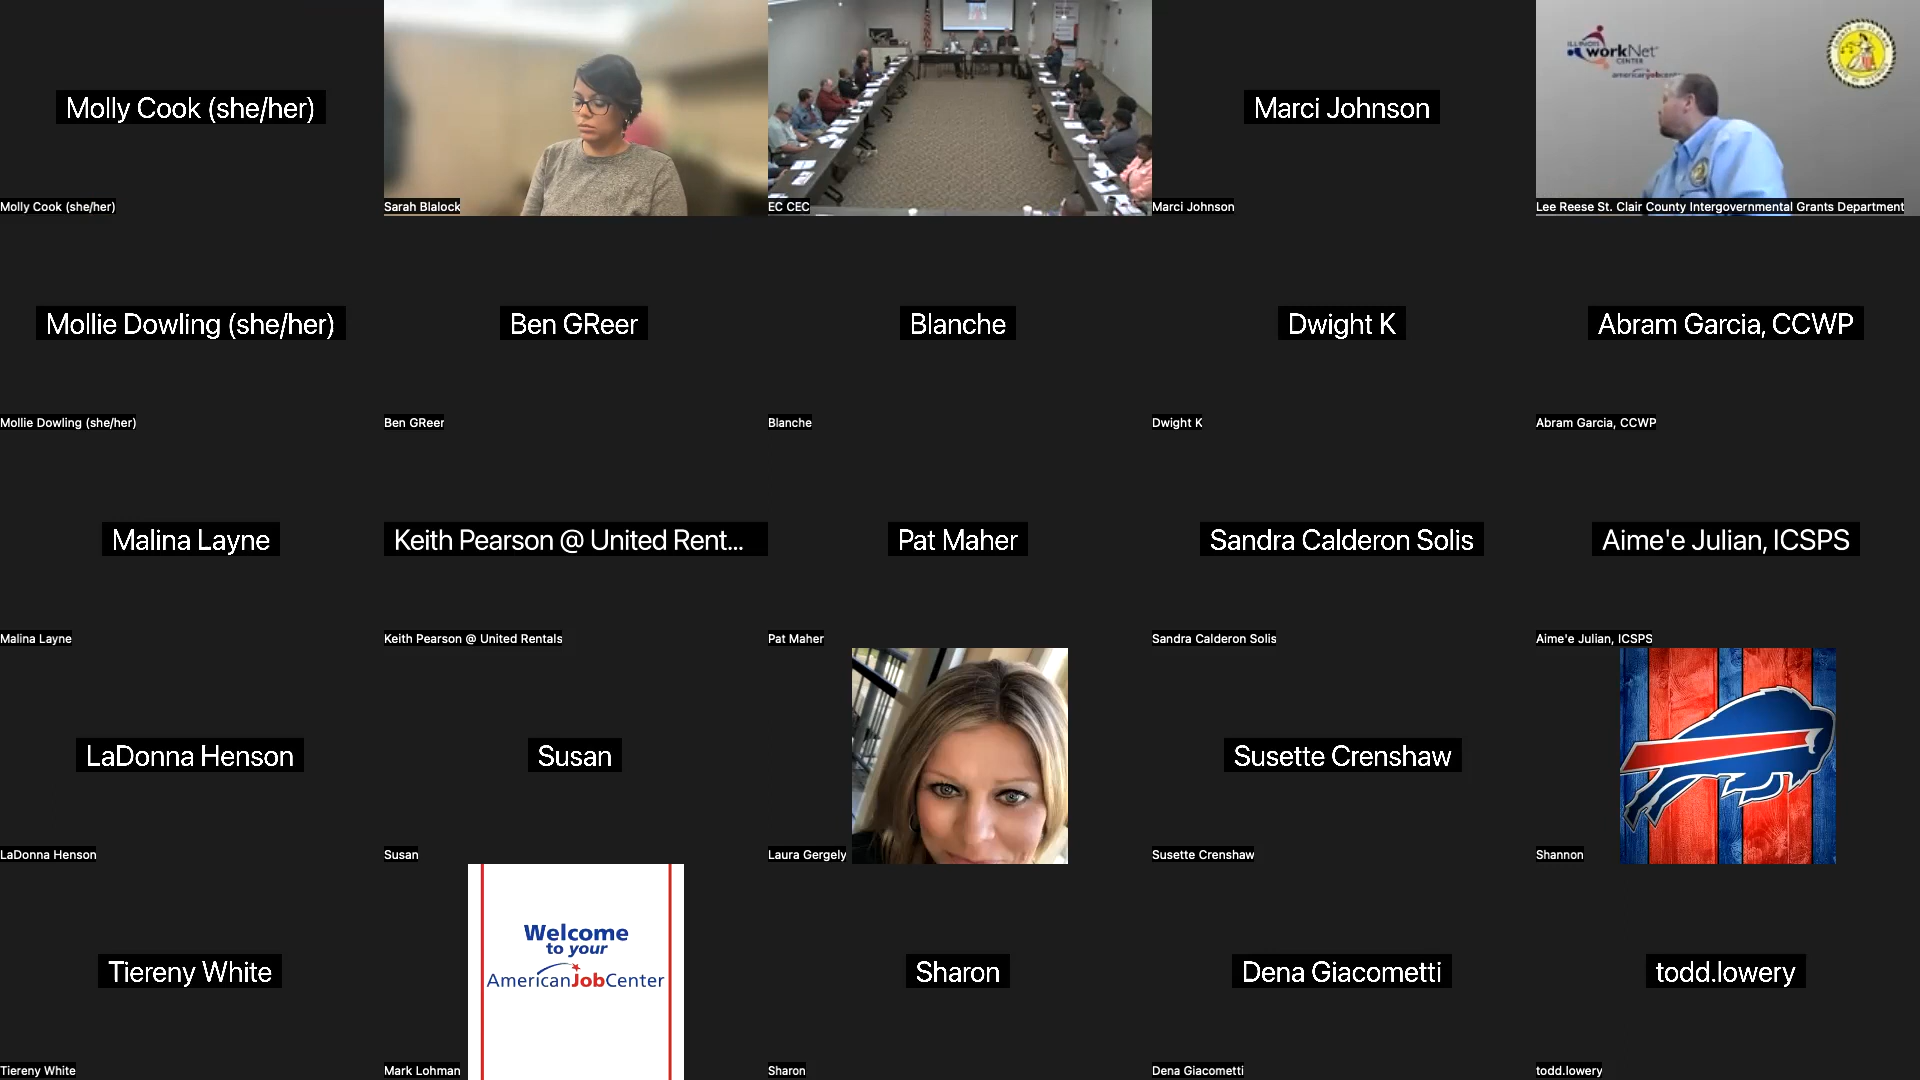 Molly Cook (she/her)
Molly Cook (she/her)
Sarah Blalock
EC CEC
Marci Johnson
Marci Johnson
ILLINOIS
workNet
CENTER
americanjobcenter
Lee Reese St. Clair County Intergovernmental Grants Department
Mollie Dowling (she/her)
Mollie Dowling (she/her)
Ben GReer
Ben GReer
Blanche
Blanche
Dwight K
Dwight K
Abram Garcia, CCWP
Abram Garcia, CCWP
Malina Layne
Malina Layne
Keith Pearson @ United Rent...
Keith Pearson @ United Rentals
Pat Maher
Pat Maher
Sandra Calderon Solis
Sandra Calderon Solis
Aime'e Julian, ICSPS
Aime'e Julian, ICSPS
LaDonna Henson
LaDonna Henson
Susan
Susan
Laura Gergely
Susette Crenshaw
Susette Crenshaw
Shannon
Tiereny White
Tiereny White
Welcome
to your
AmericanJobCenter
Mark Lohman
Sharon
Sharon
Dena Giacometti
Dena Giacometti
todd.lowery
todd.lowery